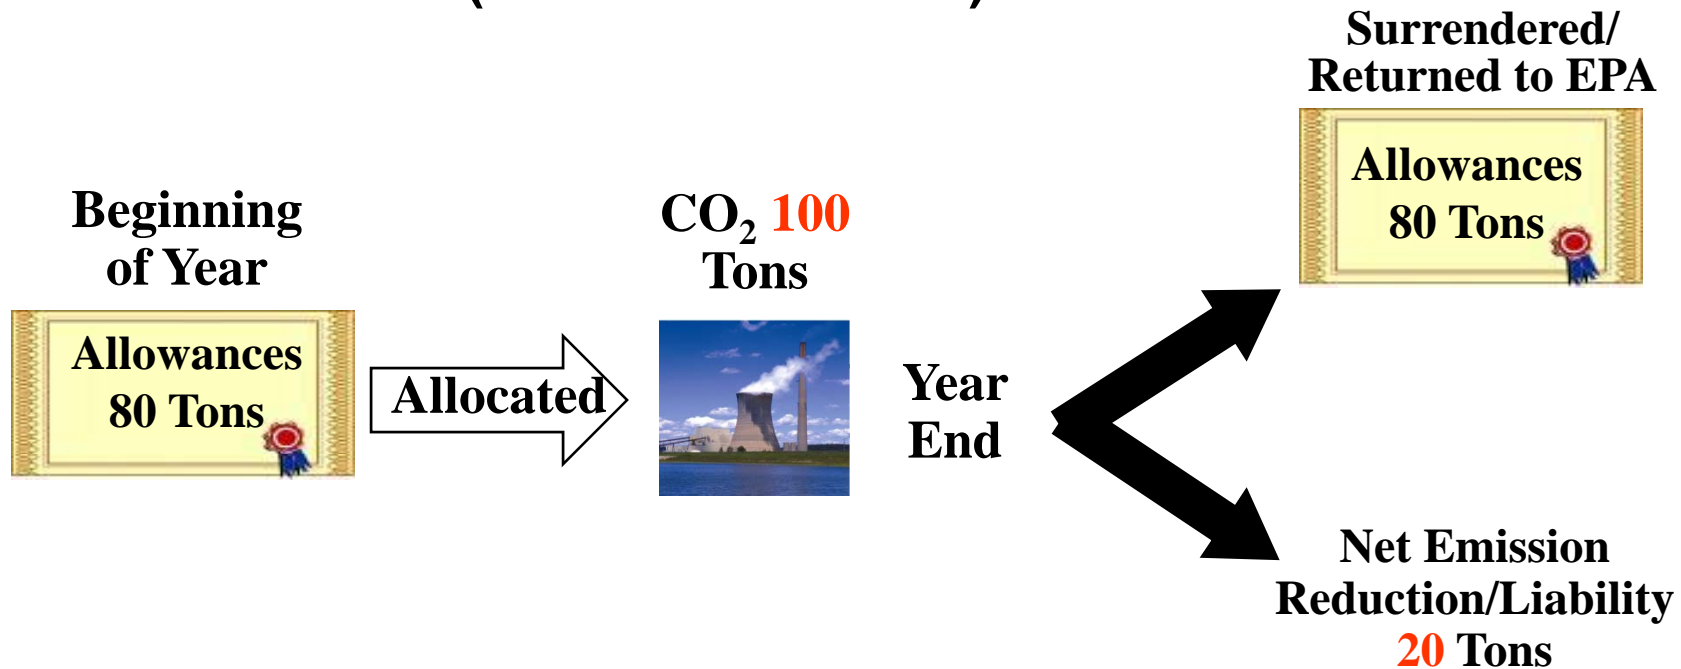 Beginning
of Year
Allowances
80 Tons
Allocated
CO₂ 100
Tons
Year
End
Surrendered/
Returned to EPA
Allowances
80 Tons
Net Emission
Reduction/Liability
20 Tons